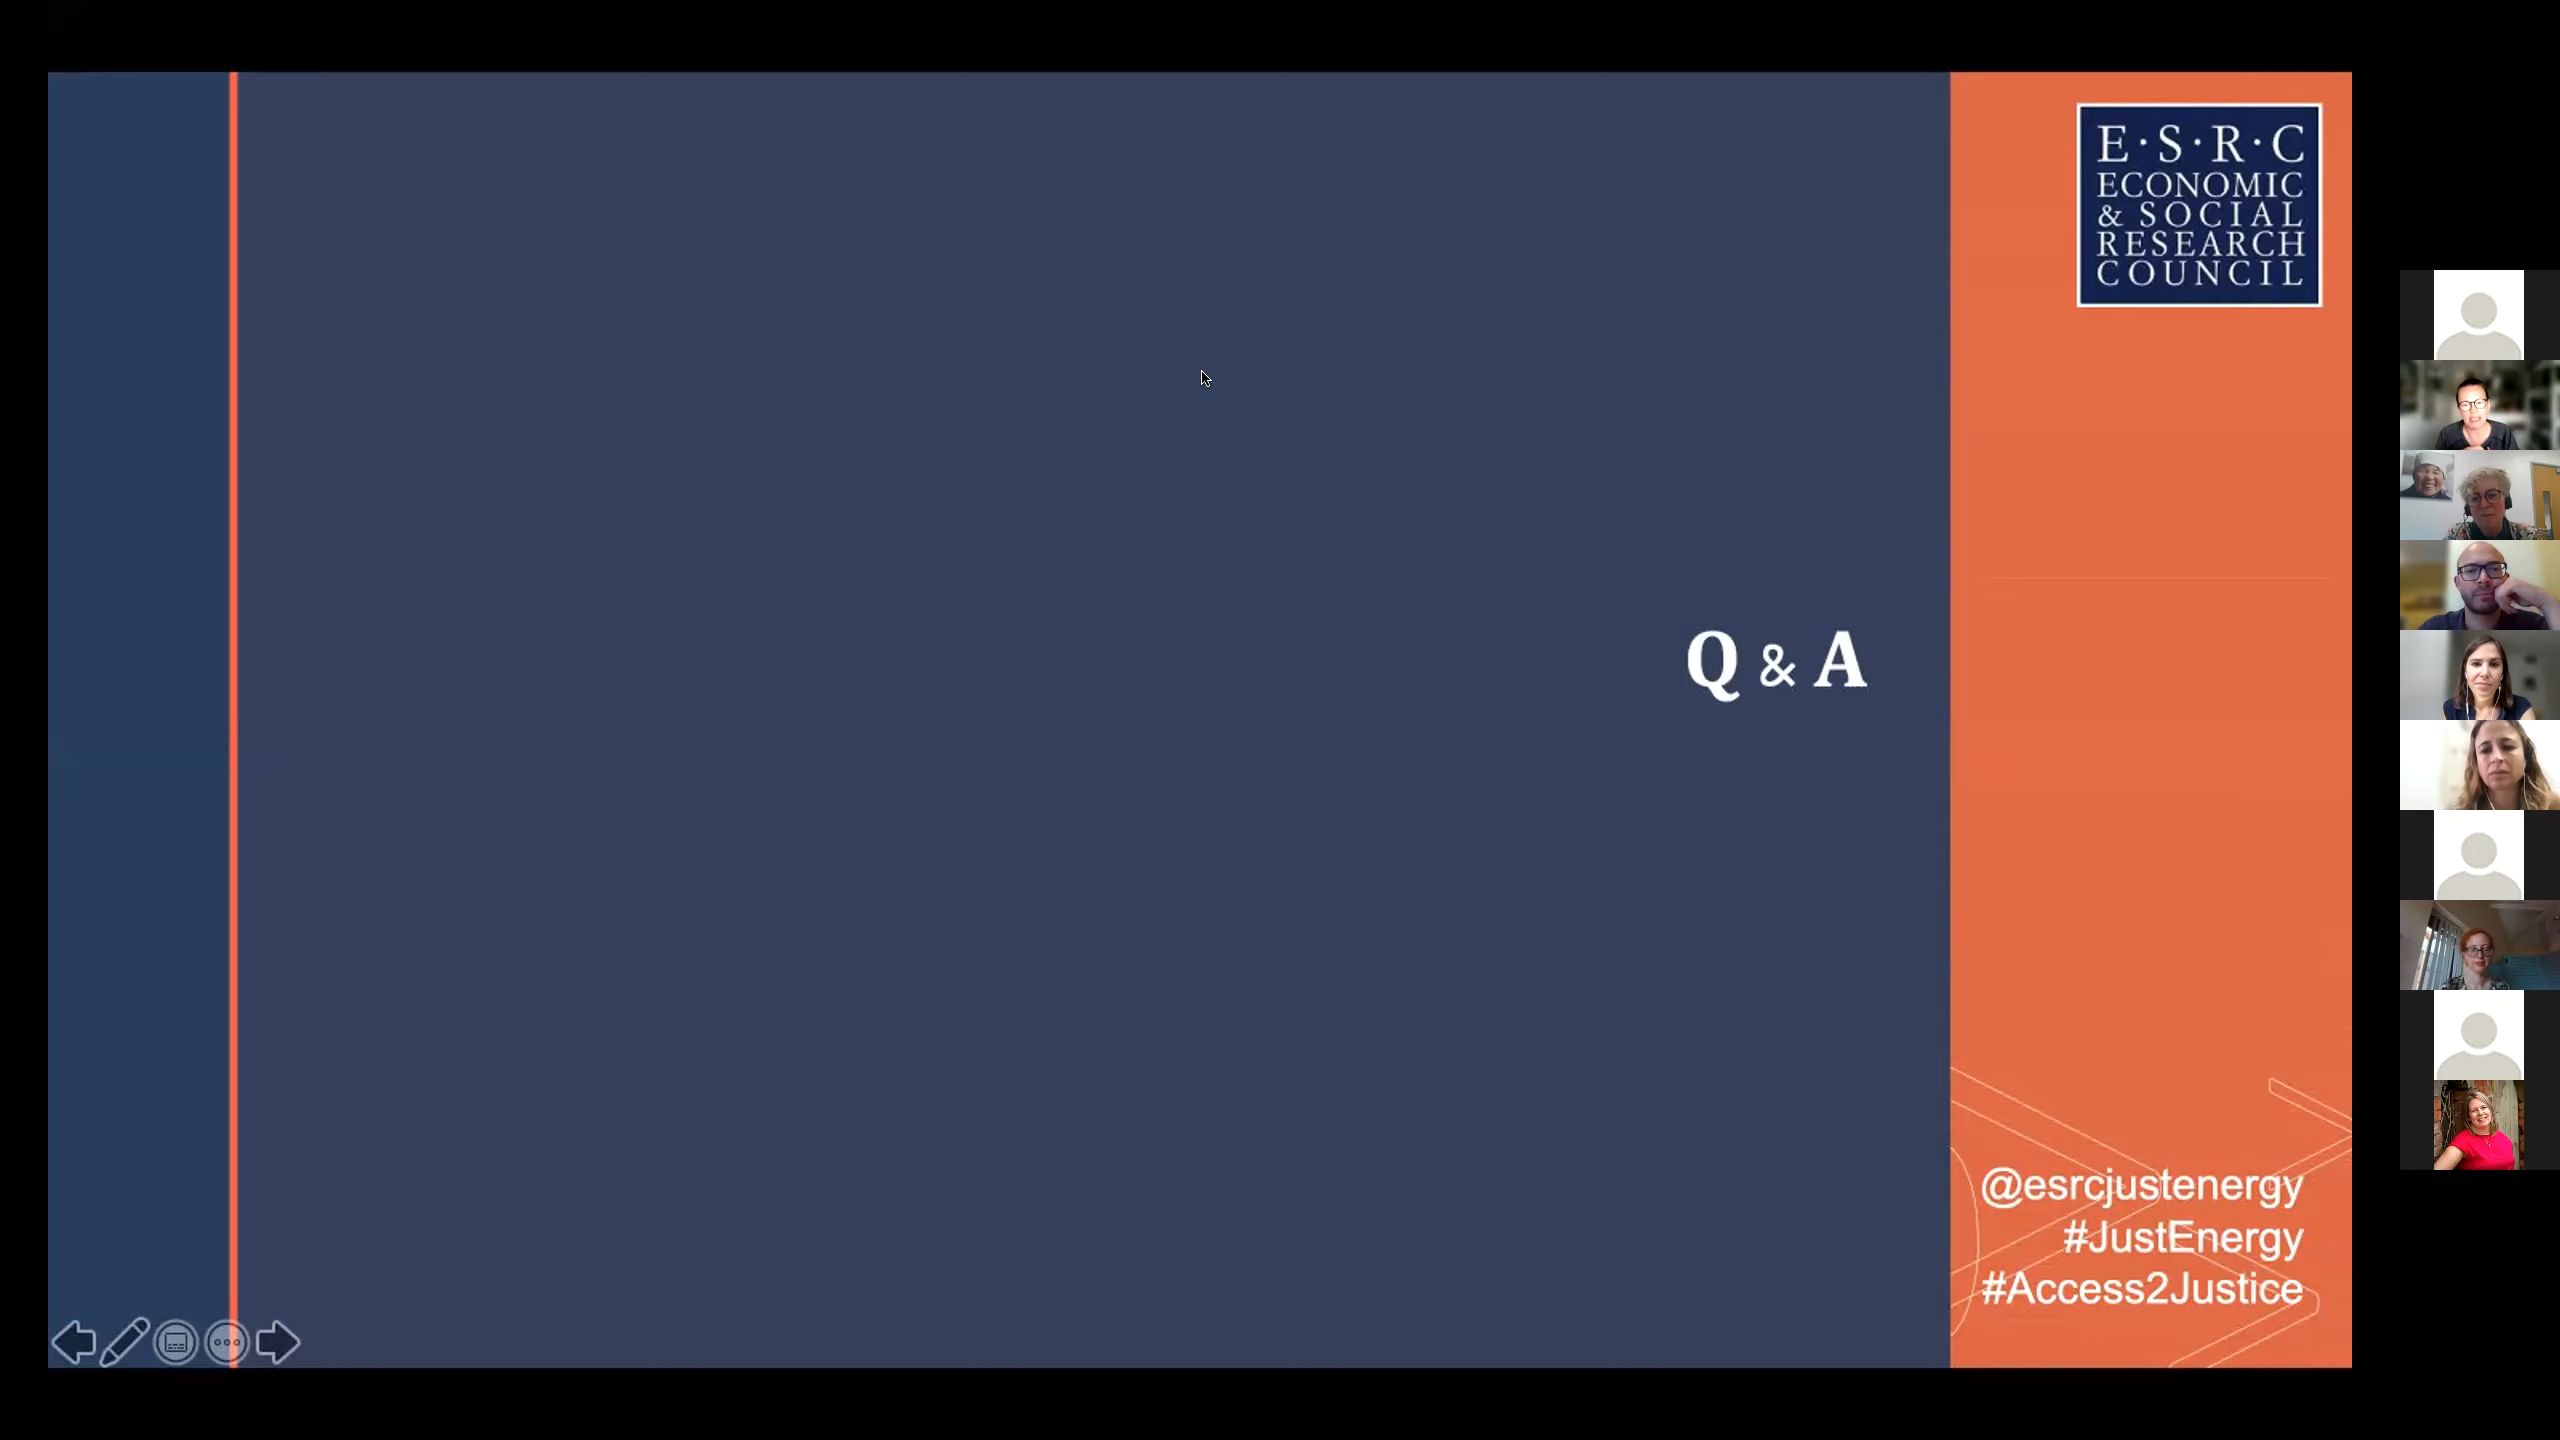 E·S·R·C
ECONOMIC
& SOCIAL
RESEARCH
COUNCIL
Q & A
@esrcjustenergy
#JustEnergy
#Access2Justice